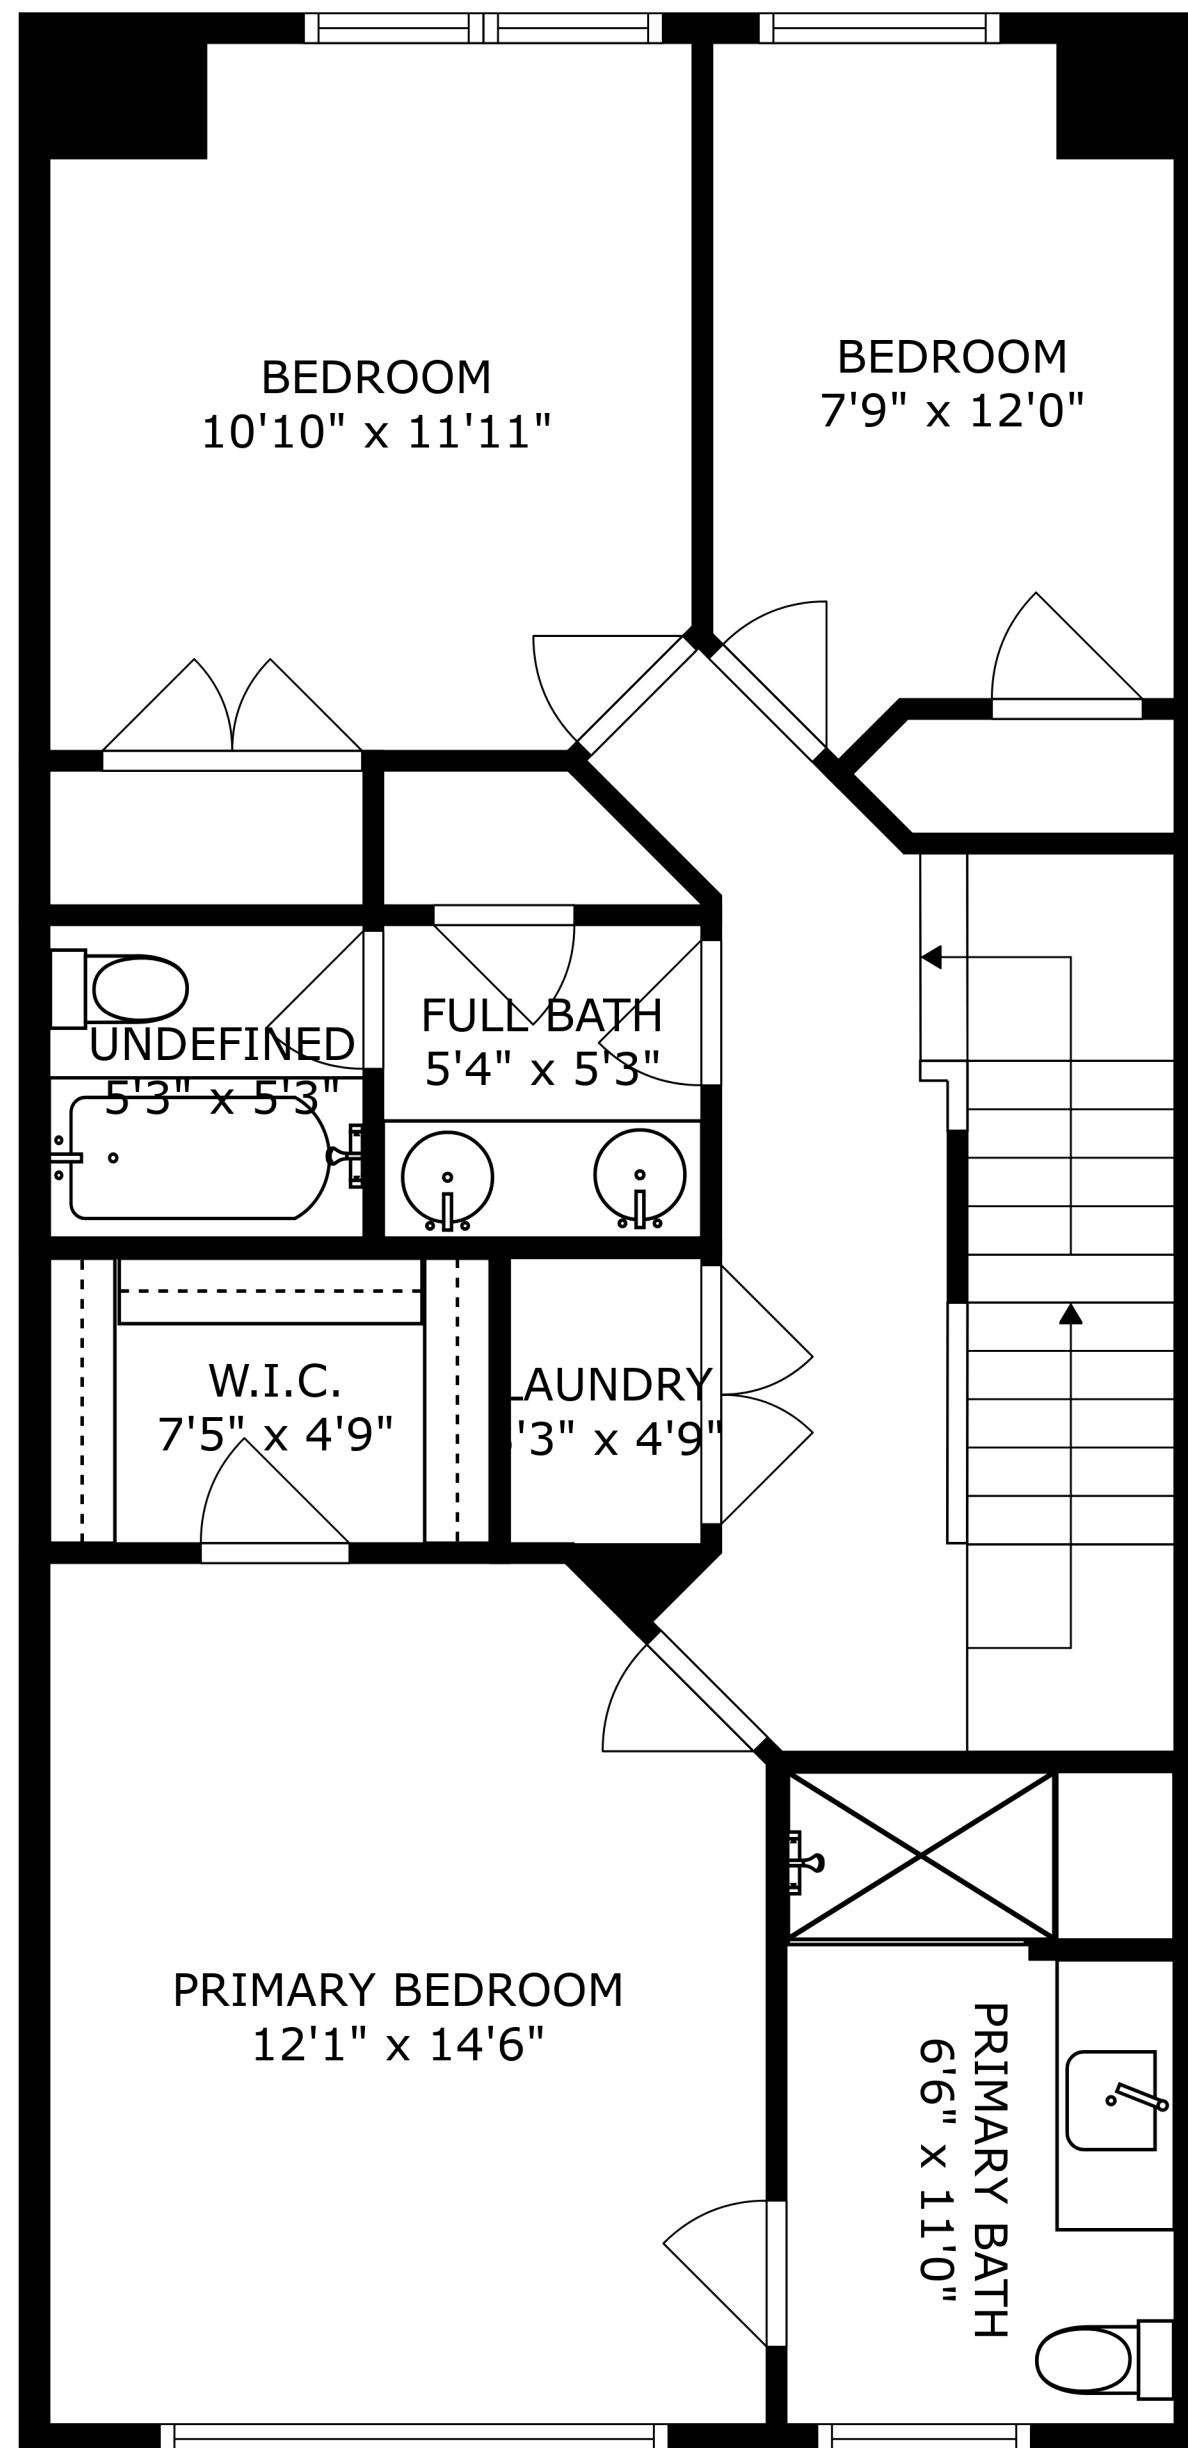 BEDROOM
10'10" x 11'11"
BEDROOM
7'9" x 12'0"
UNDEFINED
5'3" x 5'3"
FULL BATH
5'4" x 5'3"
W.I.C.
7'5" x 4'9"
LAUNDRY
'3" x 4'9"
PRIMARY BEDROOM
12'1" x 14'6"
PRIMARY BATH
6'6" x 11'0"